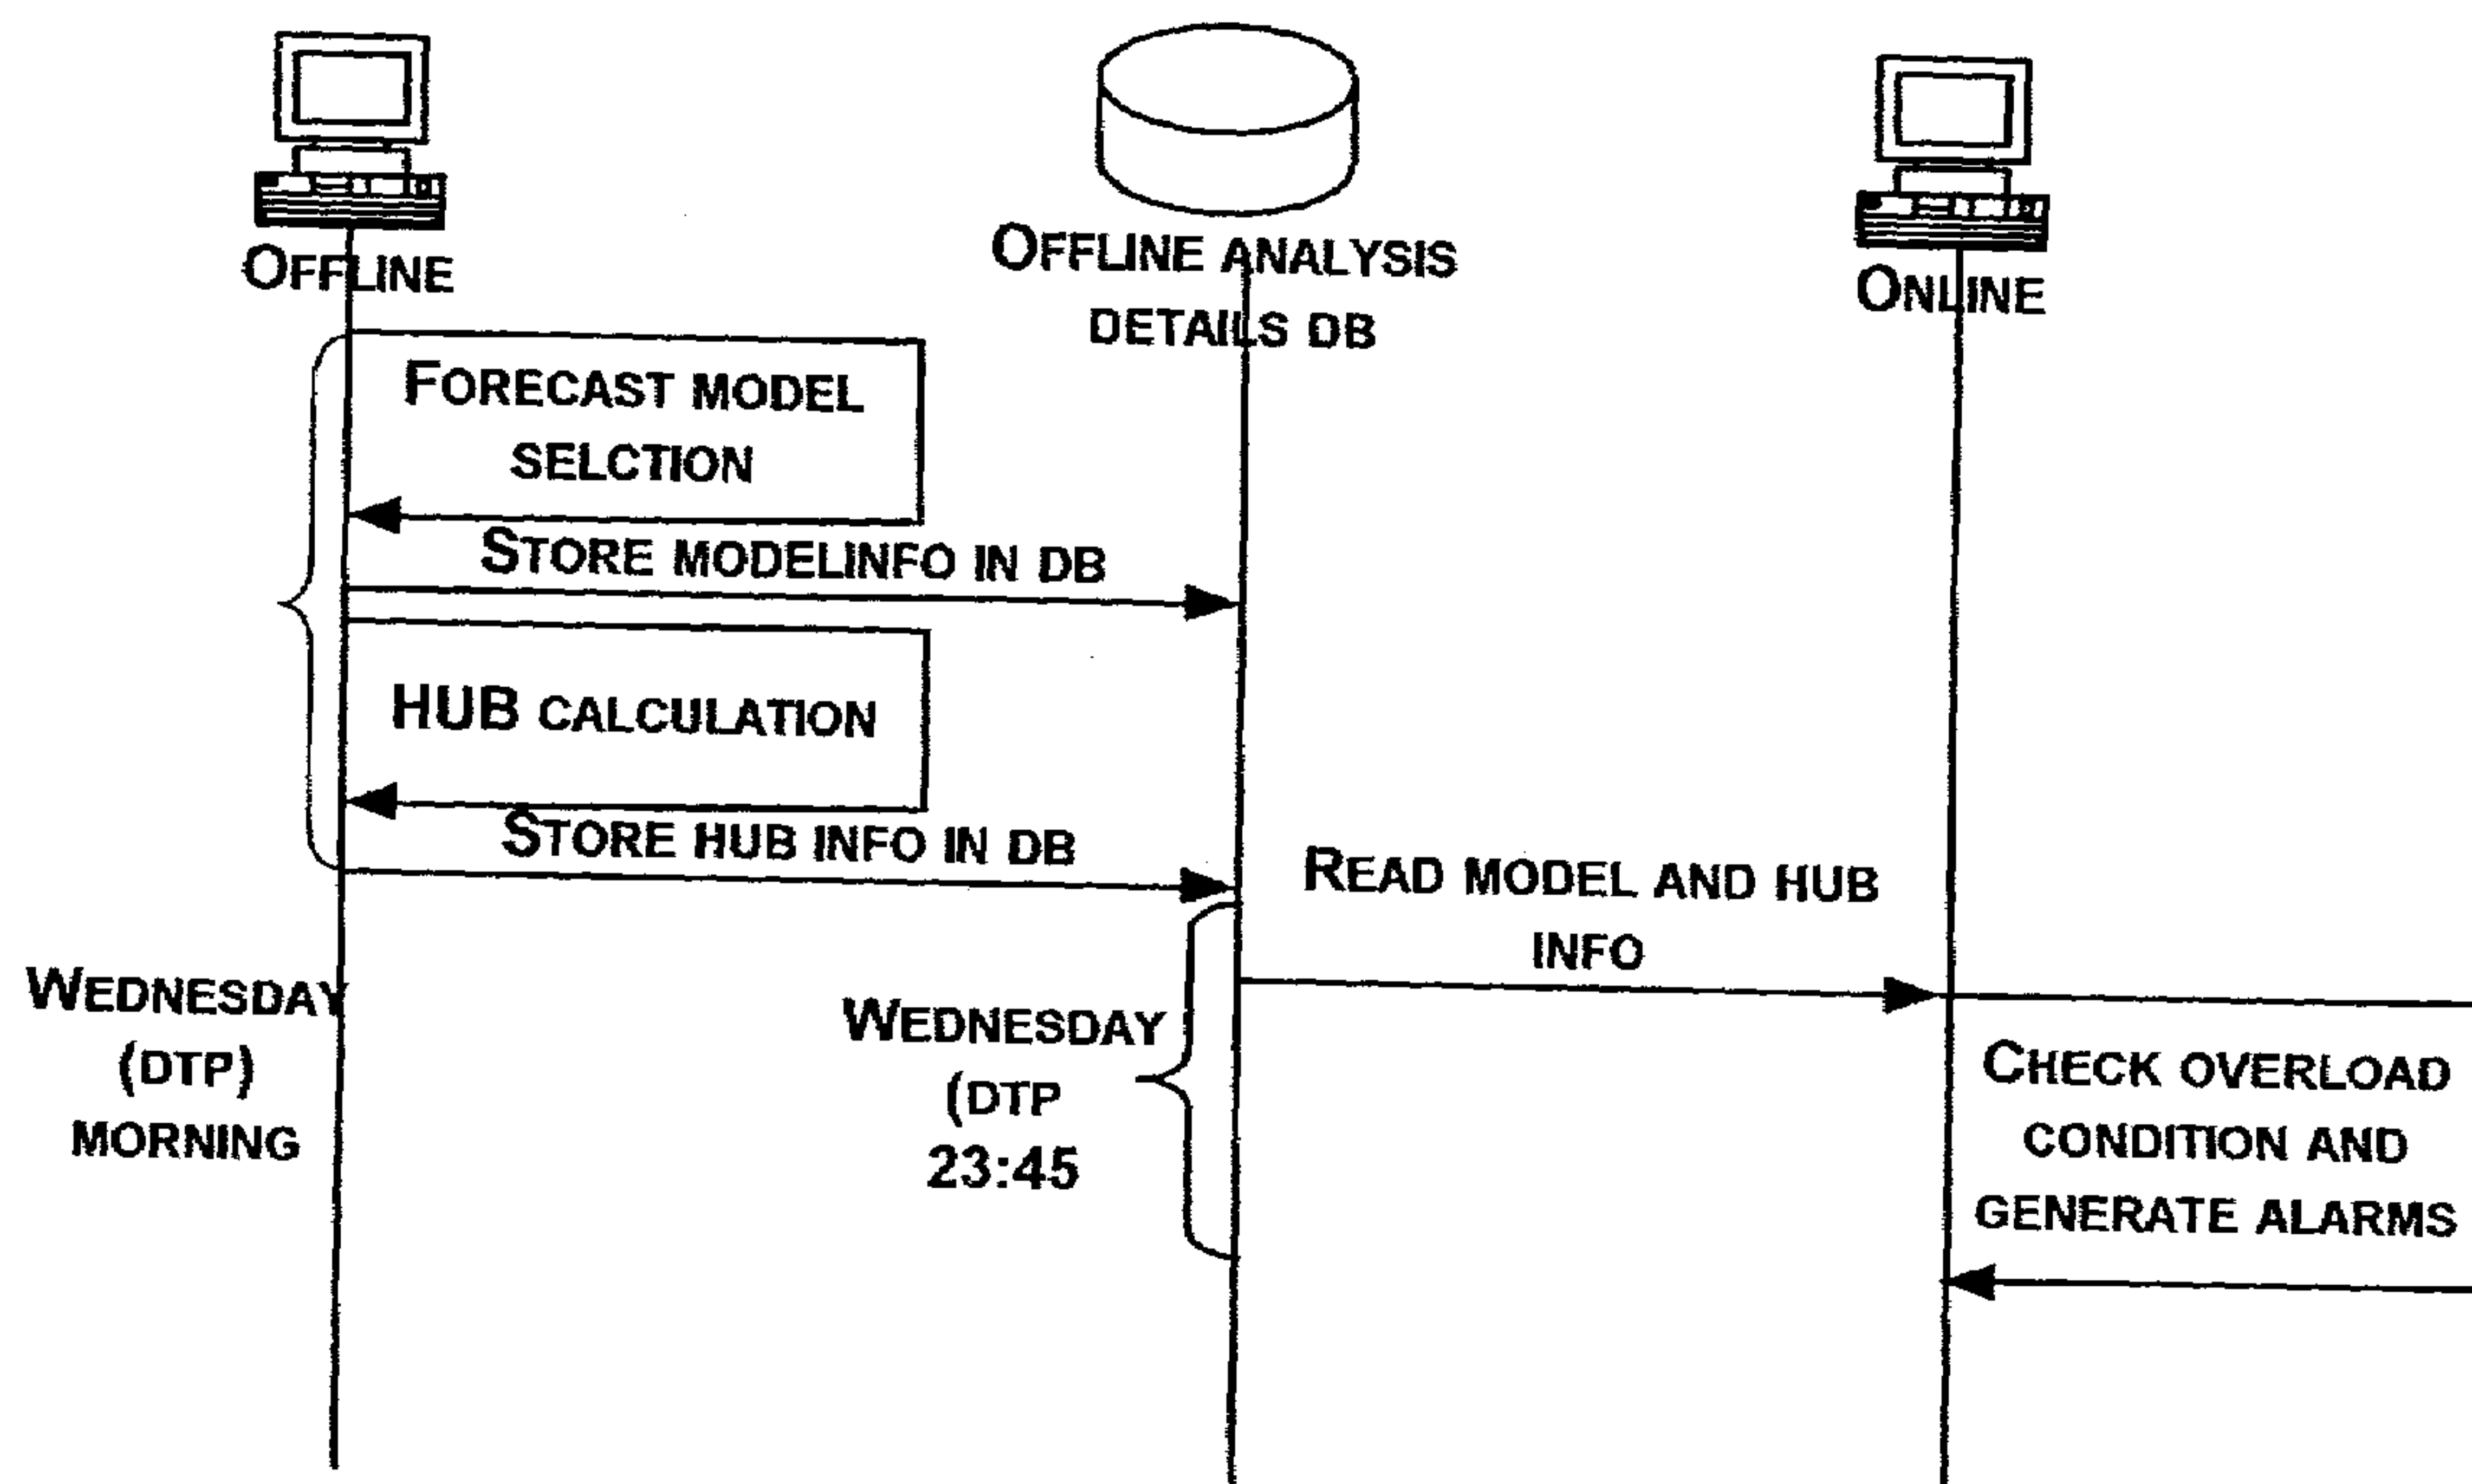 OFFLINE
OFFLINE ANALYSIS
DETAILS DB
ONLINE
FORECAST MODEL
SELCTION
STORE MODELINFO IN DB
HUB CALCULATION
STORE HUB INFO IN DB
READ MODEL AND HUB
INFO
WEDNESDAY
(DTP)
MORNING
WEDNESDAY
(DTP
23:45
CHECK OVERLOAD
CONDITION AND
GENERATE ALARMS